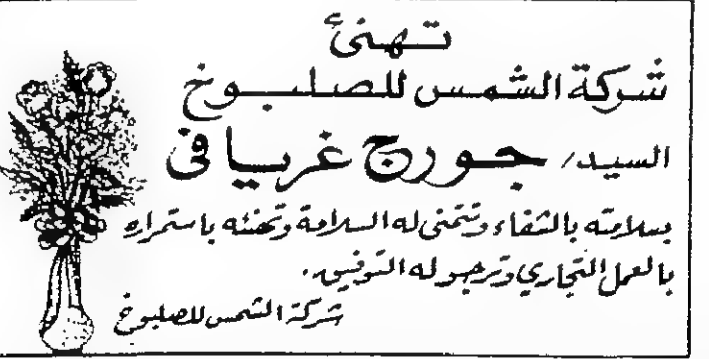 تهنئ
شركة الشمس للصلبوخ
السيد/ جورج غريافى
بسلامته بالشفاء وتتمنى له السلامة وتهنئه باستمراره
بالعمل التجاري وترجو له التوفيق.
شركة الشمس للصلبوخ